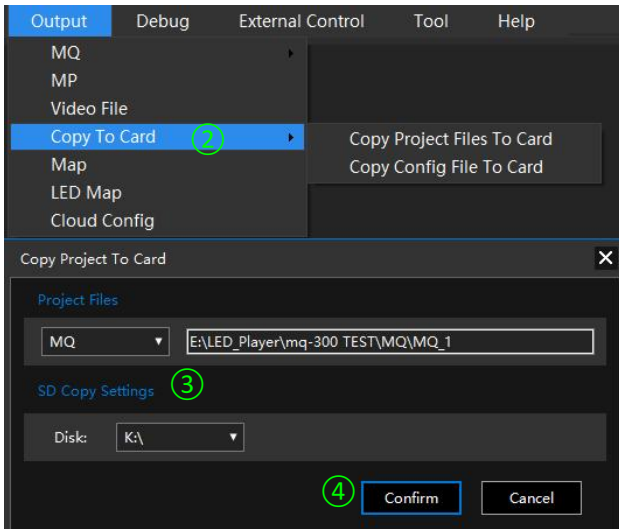 Output Debug External Control Tool Help
MQ
MP
Video File
Copy To Card ② Copy Project Files To Card
Map Copy Config File To Card
LED Map
Cloud Config
Copy Project To Card
Project Files
MQ E:\LED_Player\mq-300 TEST\MQ\MQ_1
SD Copy Settings ③
Disk: K:\
④ Confirm Cancel